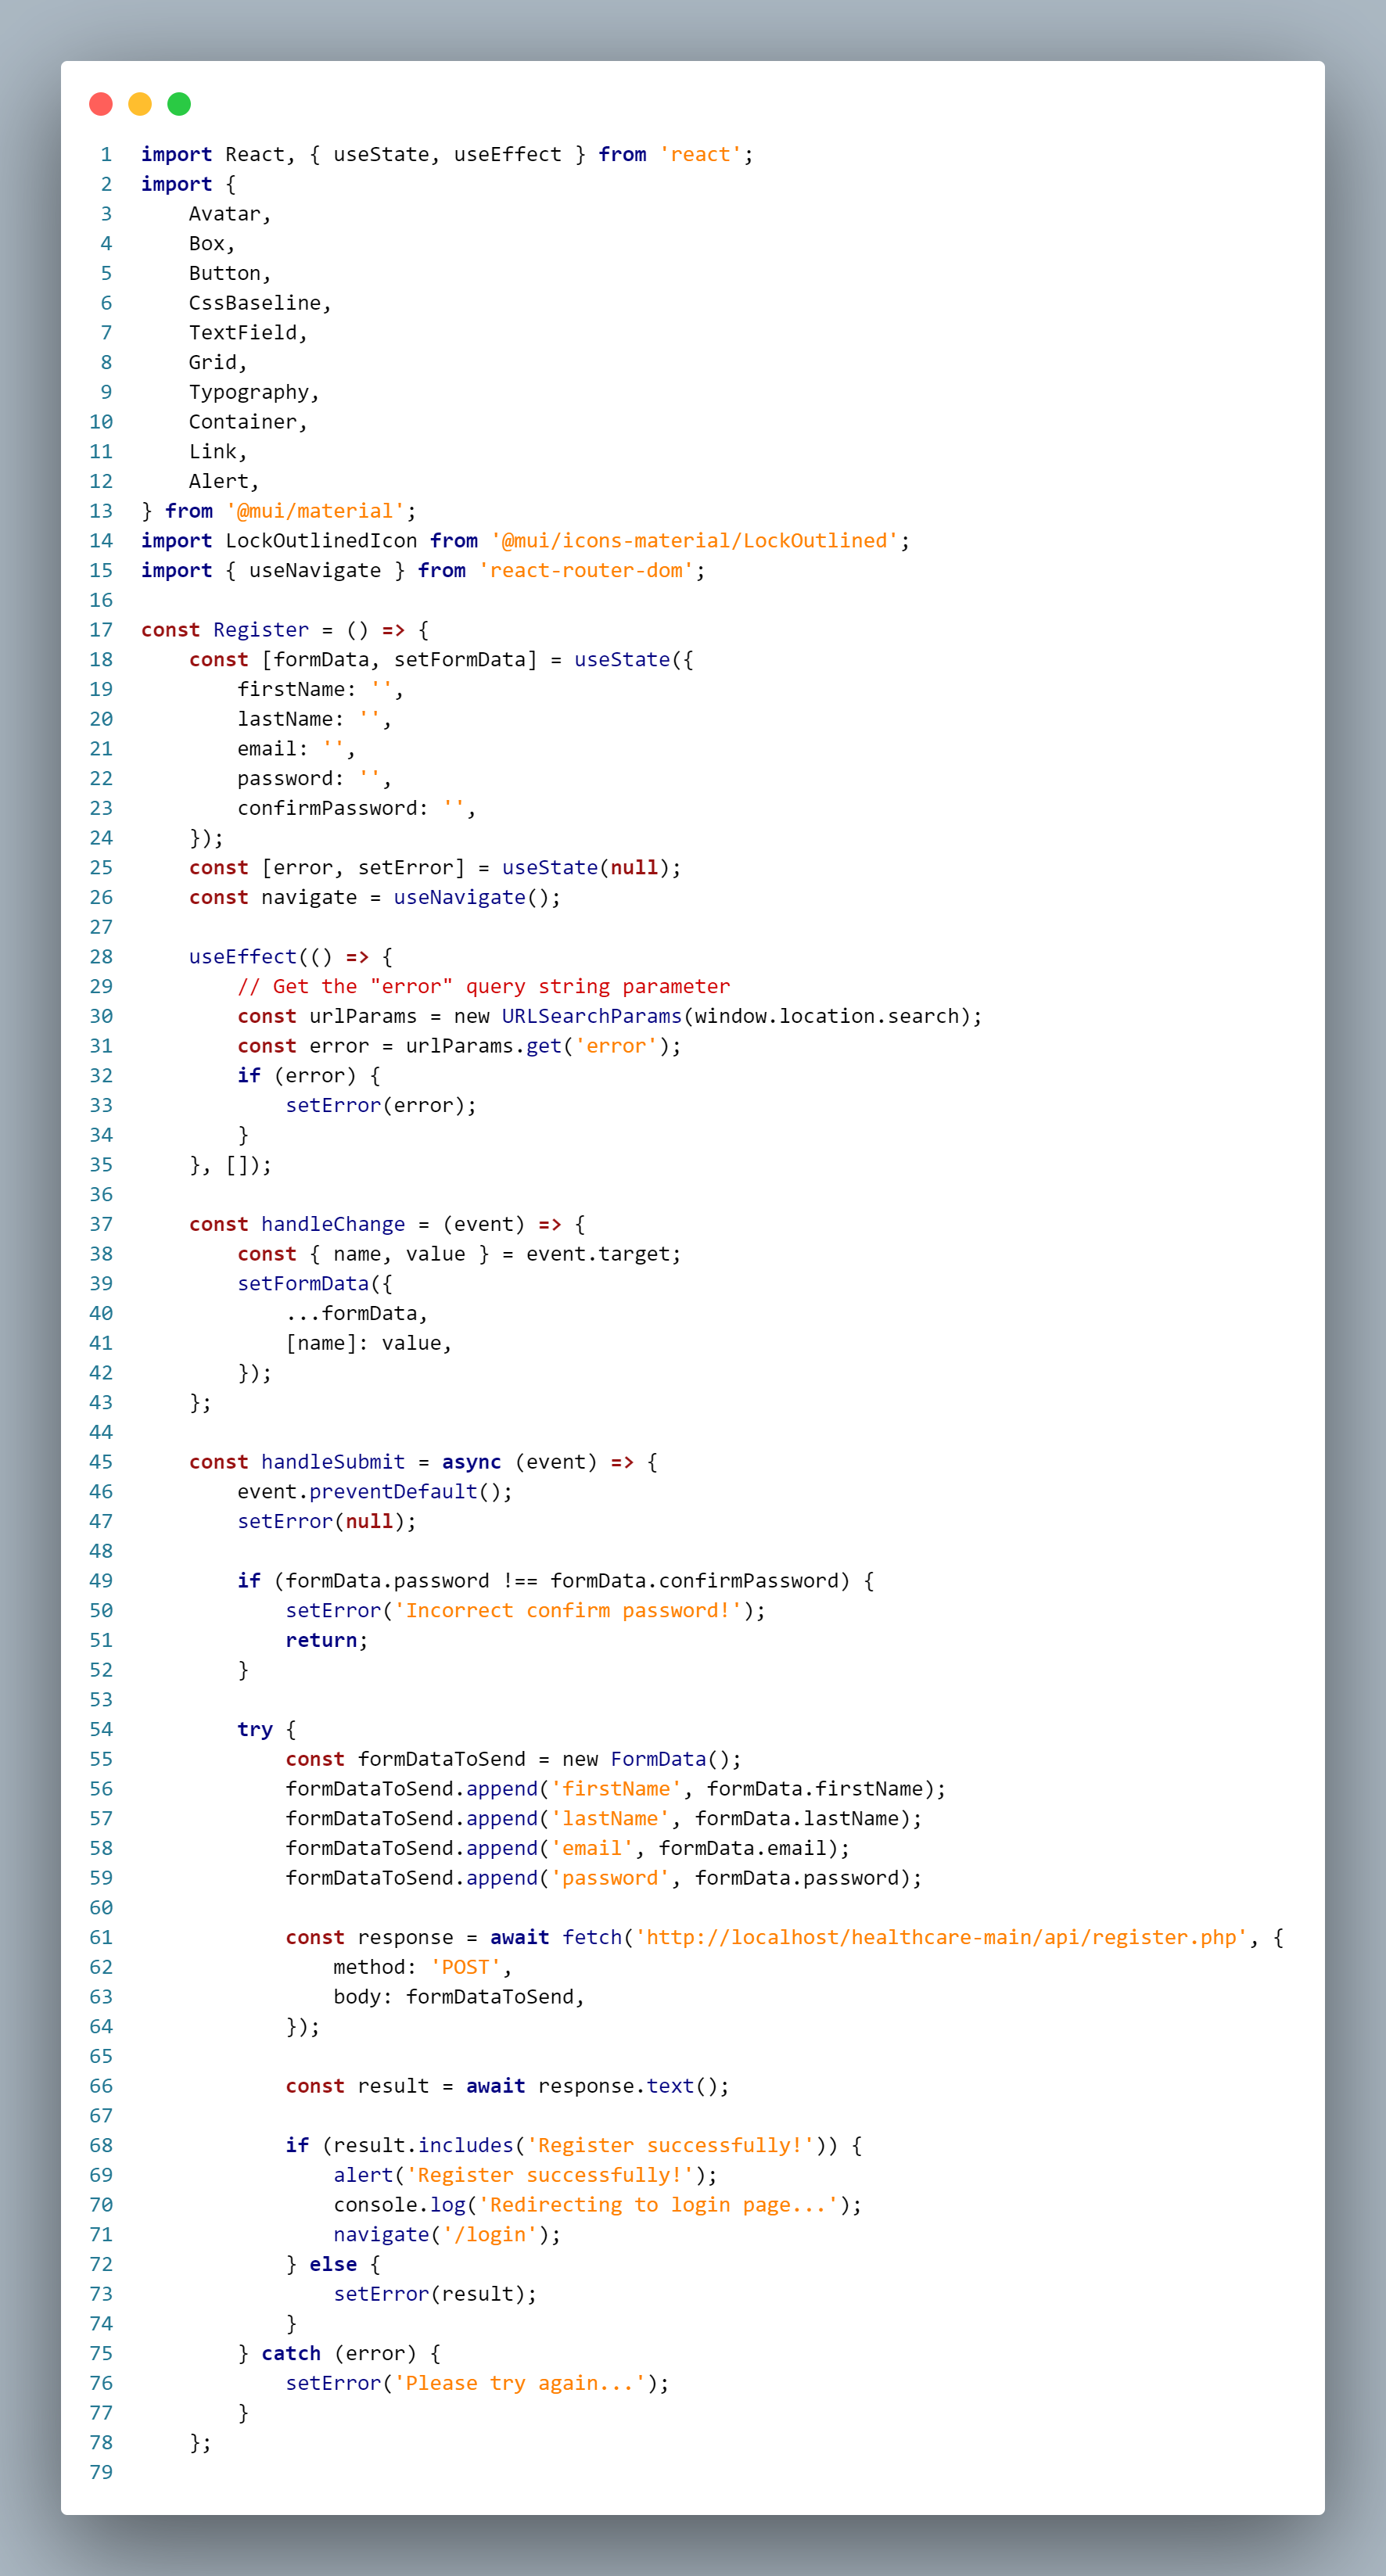 1 import React, { useState, useEffect } from 'react';
2 import {
3     Avatar,
4     Box,
5     Button,
6     CssBaseline,
7     TextField,
8     Grid,
9     Typography,
10     Container,
11     Link,
12     Alert,
13 } from '@mui/material';
14 import LockOutlinedIcon from '@mui/icons-material/LockOutlined';
15 import { useNavigate } from 'react-router-dom';
16
17 const Register = () => {
18     const [formData, setFormData] = useState({
19         firstName: '',
20         lastName: '',
21         email: '',
22         password: '',
23         confirmPassword: '',
24     });
25     const [error, setError] = useState(null);
26     const navigate = useNavigate();
27
28     useEffect(() => {
29         // Get the "error" query string parameter
30         const urlParams = new URLSearchParams(window.location.search);
31         const error = urlParams.get('error');
32         if (error) {
33             setError(error);
34         }
35     }, []);
36
37     const handleChange = (event) => {
38         const { name, value } = event.target;
39         setFormData({
40             ...formData,
41             [name]: value,
42         });
43     };
44
45     const handleSubmit = async (event) => {
46         event.preventDefault();
47         setError(null);
48
49         if (formData.password !== formData.confirmPassword) {
50             setError('Incorrect confirm password!');
51             return;
52         }
53
54         try {
55             const formDataToSend = new FormData();
56             formDataToSend.append('firstName', formData.firstName);
57             formDataToSend.append('lastName', formData.lastName);
58             formDataToSend.append('email', formData.email);
59             formDataToSend.append('password', formData.password);
60
61             const response = await fetch('http://localhost/healthcare-main/api/register.php', {
62                 method: 'POST',
63                 body: formDataToSend,
64             });
65
66             const result = await response.text();
67
68             if (result.includes('Register successfully!')) {
69                 alert('Register successfully!');
70                 console.log('Redirecting to login page...');
71                 navigate('/login');
72             } else {
73                 setError(result);
74             }
75         } catch (error) {
76             setError('Please try again...');
77         }
78     };
79